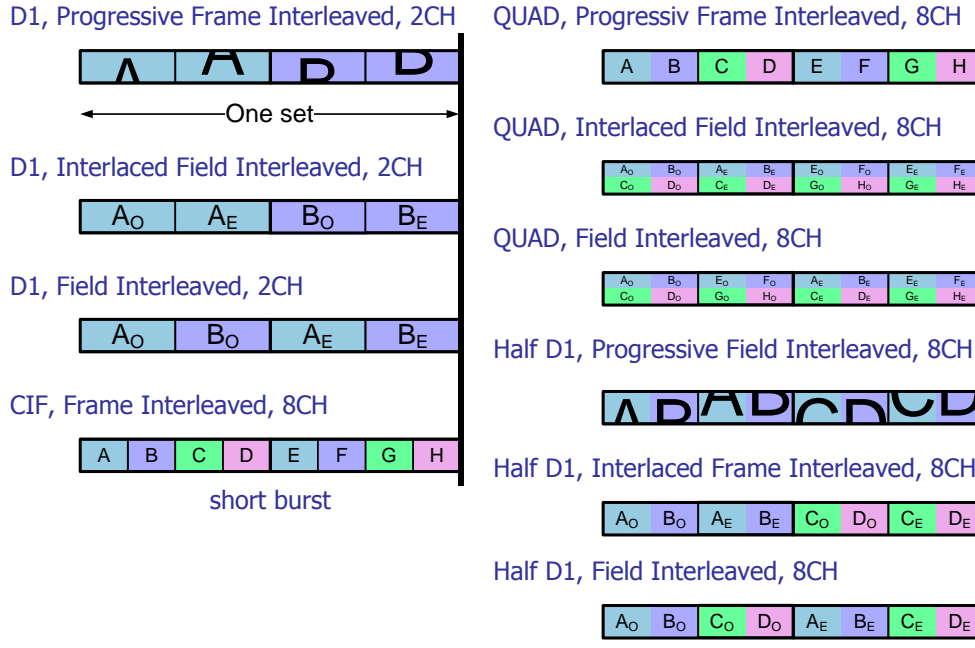 D1, Progressive Frame Interleaved, 2CH
A A B B
One set
D1, Interlaced Field Interleaved, 2CH
AO AE BO BE
D1, Field Interleaved, 2CH
AO BO AE BE
CIF, Frame Interleaved, 8CH
A B C D E F G H
short burst
QUAD, Progressiv Frame Interleaved, 8CH
A B C D E F G H
QUAD, Interlaced Field Interleaved, 8CH
AO BO AE BE EO FO EE FE
CO DO CE DE GO HO GE HE
QUAD, Field Interleaved, 8CH
AO BO EO FO AE BE EE FE
CO DO GO HO CE DE GE HE
Half D1, Progressive Field Interleaved, 8CH
A B A B C D C D
Half D1, Interlaced Frame Interleaved, 8CH
AO BO AE BE CO DO CE DE
Half D1, Field Interleaved, 8CH
AO BO CO DO AE BE CE DE